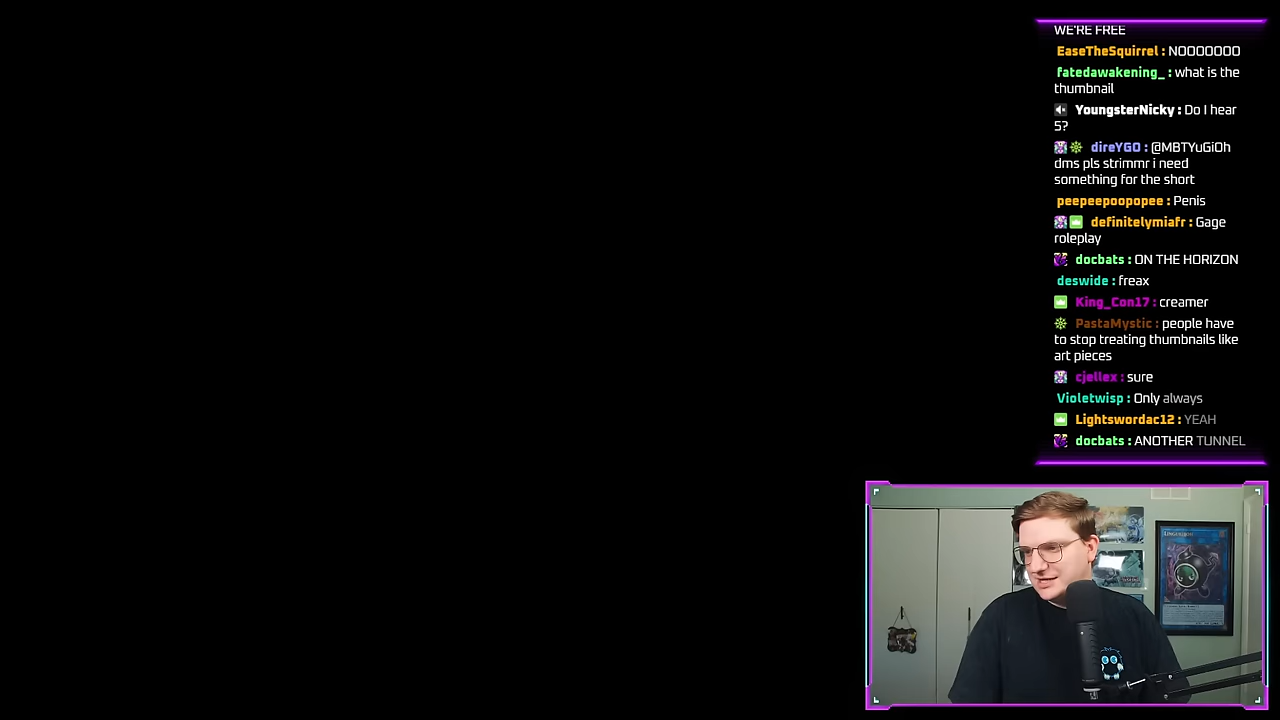 WE'RE FREE
EaseTheSquirrel : NOOOOOOO
fatedawakening_ : what is the
thumbnail
YoungsterNicky : Do I hear
5?
direYGO : @MBTYuGiOh
dms pls strimmr i need
something for the short
peepeepoopopee : Penis
definitelymiafr : Gage
roleplay
docbats : ON THE HORIZON
deswide : freax
King_Con17 : creamer
PastaMystic : people have
to stop treating thumbnails like
art pieces
cjellex : sure
Violetwisp : Only always
Lightswordac12 : YEAH
docbats : ANOTHER TUNNEL